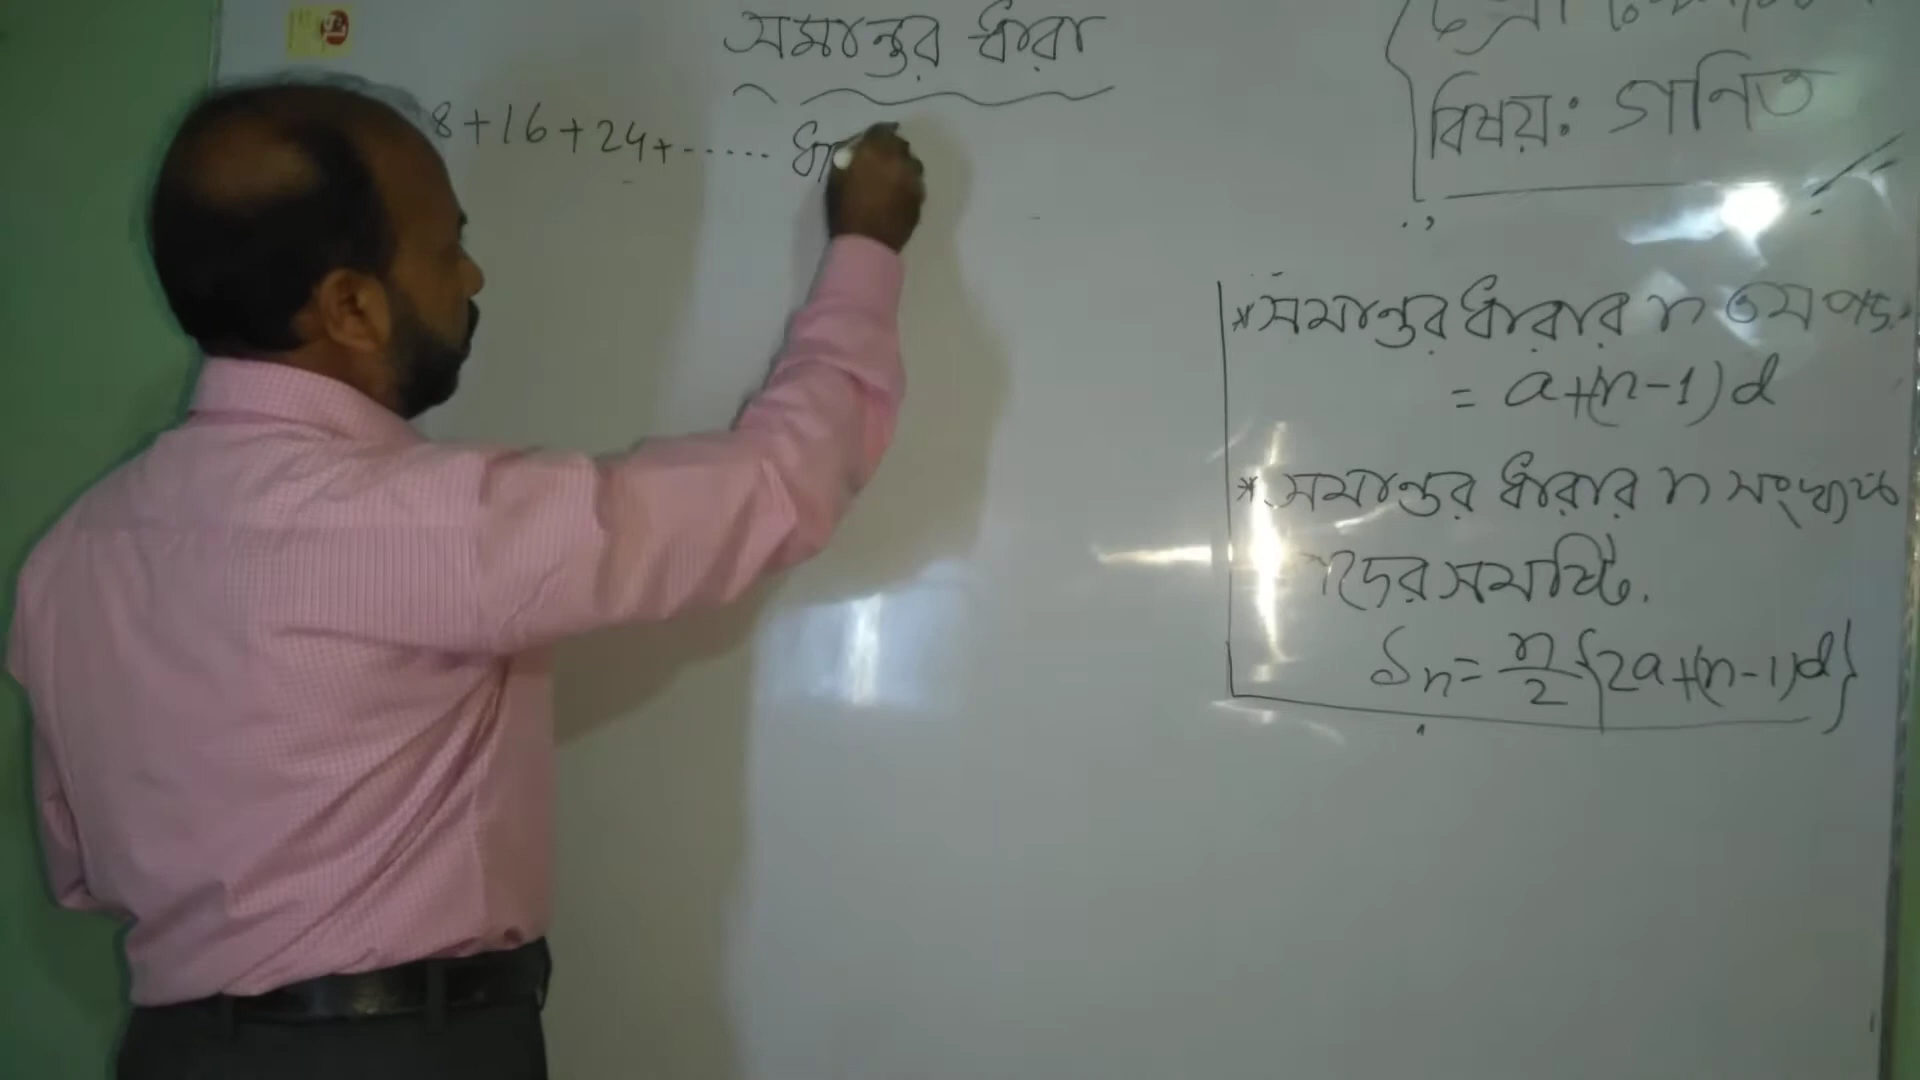 সমান্তর ধারা
8+16+24+...... ধা
বিষয়: গনিত
*সমান্তর ধারার n তম পদ
= a+(n-1)d
*সমান্তর ধারার n সংখ্যক
পদের সমষ্টি.
Sn= n/2{2a+(n-1)d}